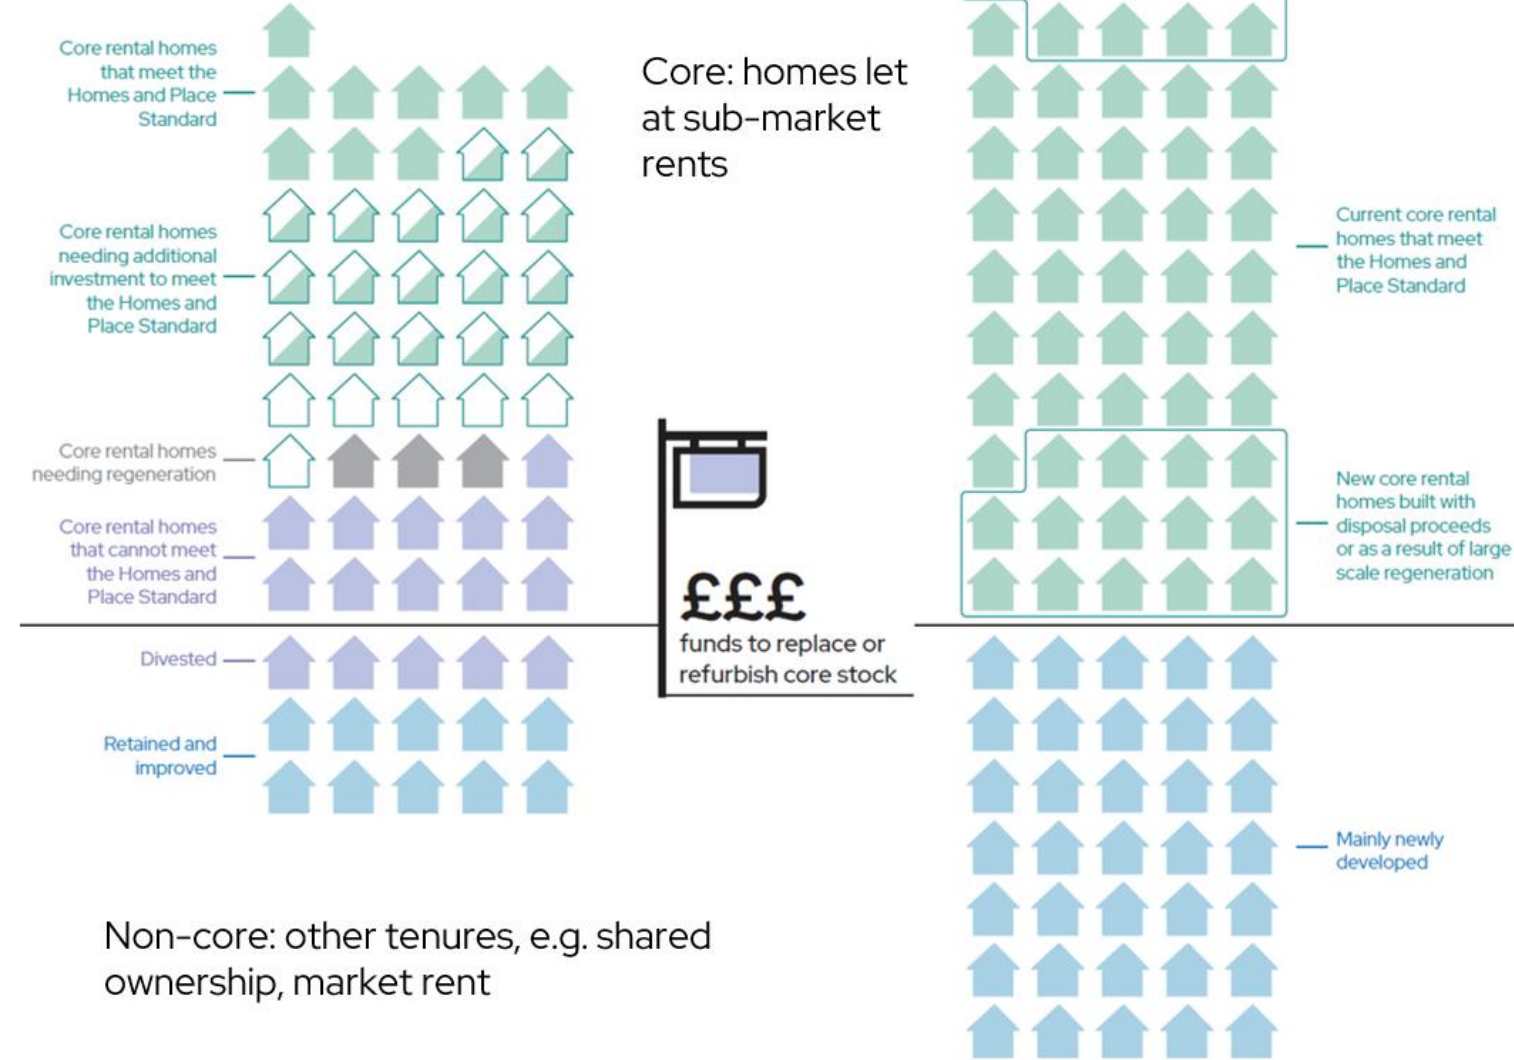 Core rental homes
that meet the
Homes and Place
Standard
Core: homes let
at sub-market
rents
Core rental homes
needing additional
investment to meet
the Homes and
Place Standard
Current core rental
homes that meet
the Homes and
Place Standard
Core rental homes
needing regeneration
Core rental homes
that cannot meet
the Homes and
Place Standard
New core rental
homes built with
disposal proceeds
or as a result of large
scale regeneration
£££
funds to replace or
refurbish core stock
Divested
Retained and
improved
Mainly newly
developed
Non-core: other tenures, e.g. shared
ownership, market rent